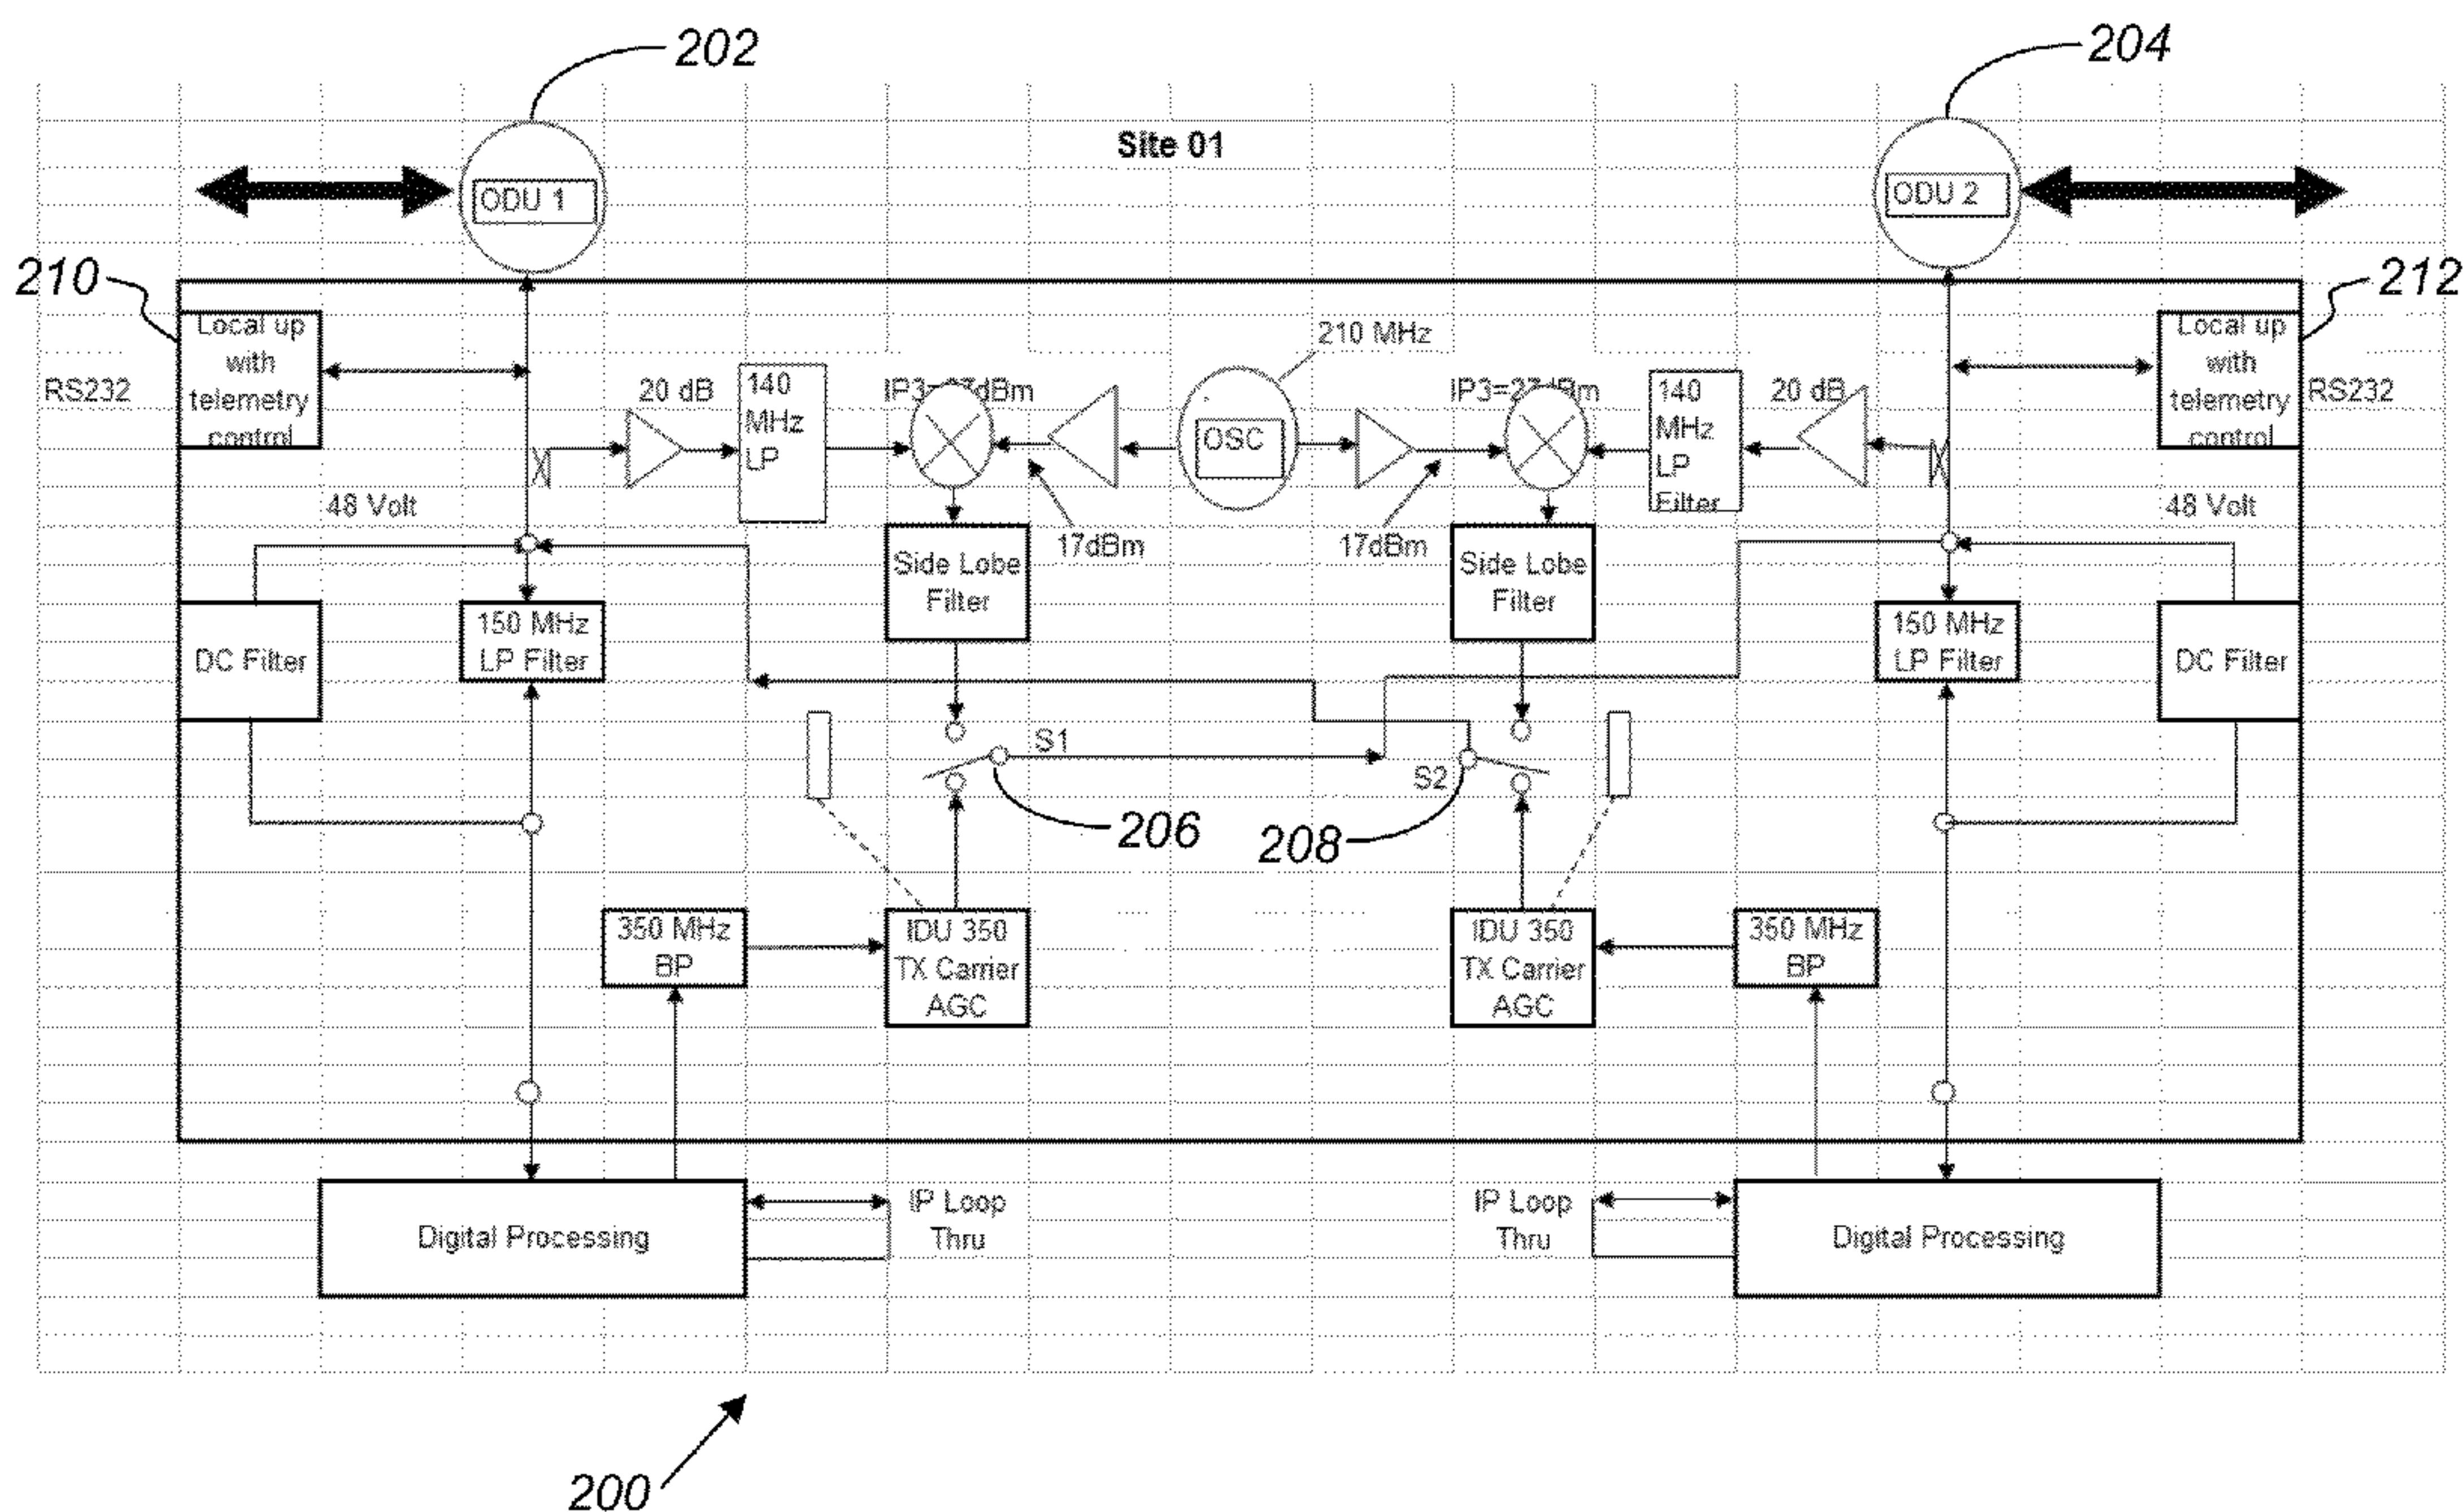 202
204
Site 01
ODU 1
ODU 2
210
212
Local up
with
telemetry
control
RS232
210 MHz
Local up
with
telemetry
control
RS232
20 dB
140
MHz
LP
OSC
140
MHz
LP
Filter
20 dB
48 Volt
17dBm
17dBm
48 Volt
Side Lobe
Filter
Side Lobe
Filter
DC Filter
150 MHz
LP Filter
150 MHz
LP Filter
DC Filter
S1
S2
206
208
350 MHz
BP
IDU 350
TX Carrier
AGC
IDU 350
TX Carrier
AGC
350 MHz
BP
Digital Processing
IP Loop
Thru
IP Loop
Thru
Digital Processing
200